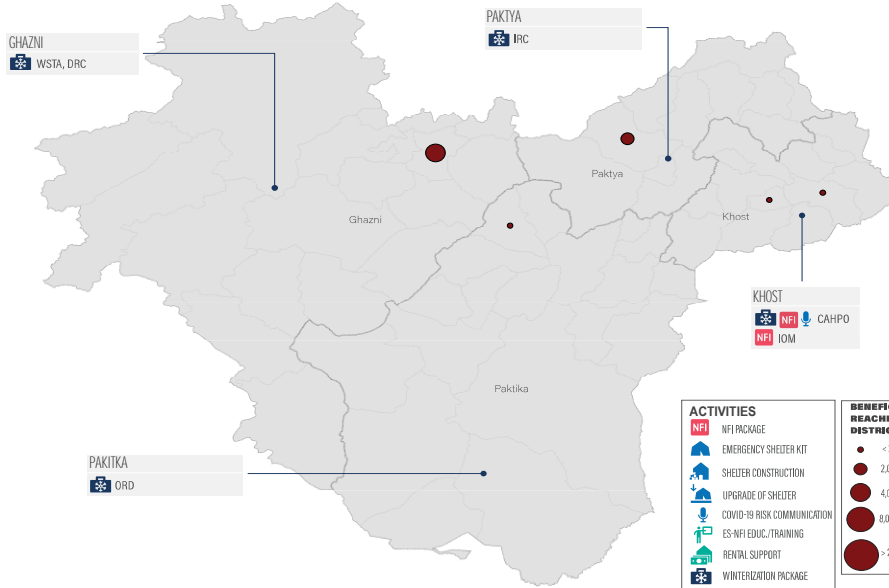 GHAZNI
WSTA, DRC
PAKTYA
IRC
Paktya
Ghazni
Khost
KHOST
NFI CAHPO
NFI IOM
Paktika
PAKITKA
ORD
ACTIVITIES
NFI NFI PACKAGE
EMERGENCY SHELTER KIT
SHELTER CONSTRUCTION
UPGRADE OF SHELTER
COVID-19 RISK COMMUNICATION
ES-NFI EDUC./TRAINING
RENTAL SUPPORT
WINTERIZATION PACKAGE